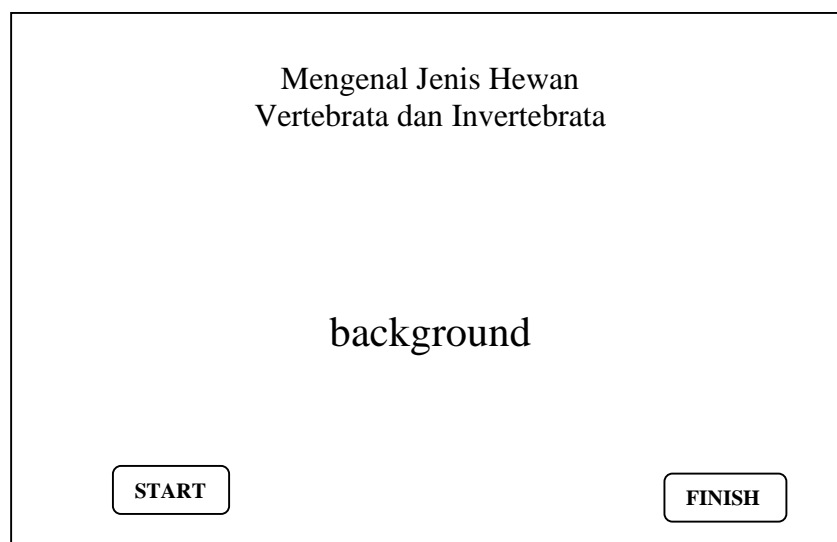 Mengenal Jenis Hewan
Vertebrata dan Invertebrata
background
START
FINISH